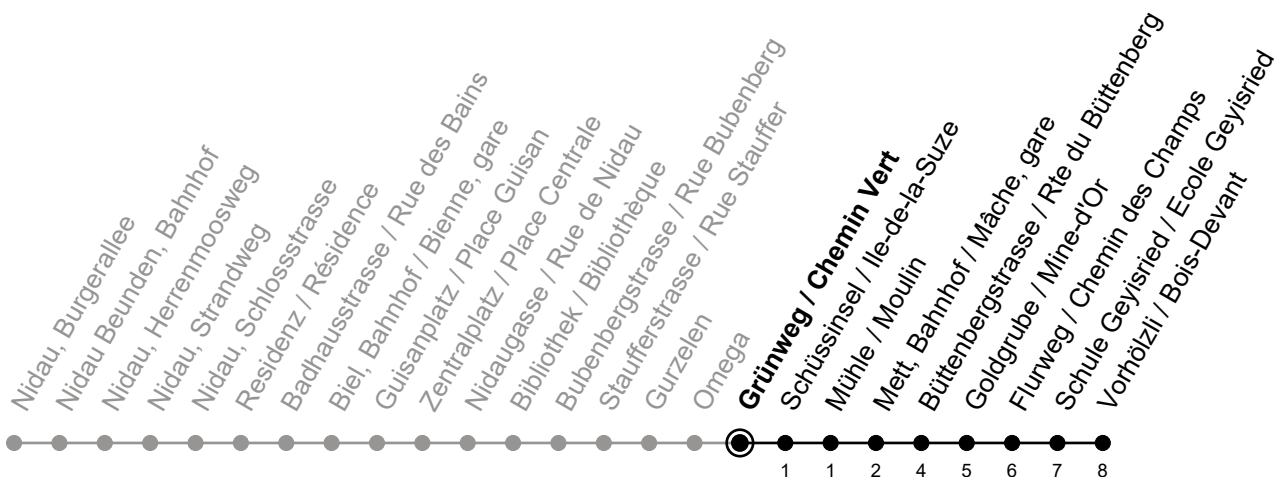 Nidau, Burgerallee
Nidau Beunden, Bahnhof
Nidau, Herrenmoosweg
Nidau, Strandweg
Nidau, Schlossstrasse
Residenz / Résidence
Badhausstrasse / Rue des Bains
Biel, Bahnhof / Bienne, gare
Guisanplatz / Place Guisan
Zentralplatz / Place Centrale
Nidaugasse / Rue de Nidau
Bibliothek / Bibliothèque
Bubenbergstrasse / Rue Bubenberg
Staufferstrasse / Rue Stauffer
Gurzelen
Omega
Grünweg / Chemin Vert
Schüssinsel / Ile-de-la-Suze
Mühle / Moulin
Mett, Bahnhof / Mâche, gare
Büttenbergstrasse / Rte du Büttenberg
Goldgrube / Mine-d'Or
Flurweg / Chemin des Champs
Schule Geyisried / Ecole Geyisried
Vorhölzli / Bois-Devant
1 1 2 4 5 6 7 8